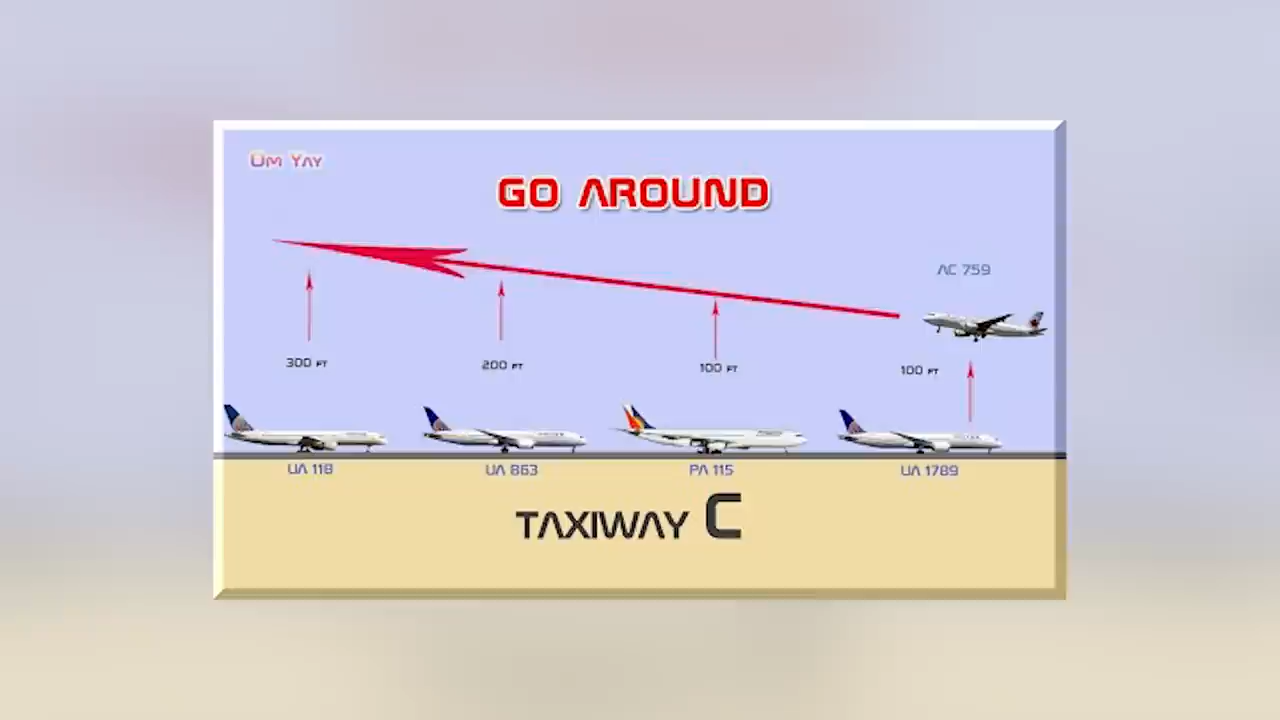 Um Yay
GO AROUND
AC 759
300 FT
200 FT
100 FT
100 FT
UA 118
UA 863
PA 115
UA 1789
TAXIWAY C